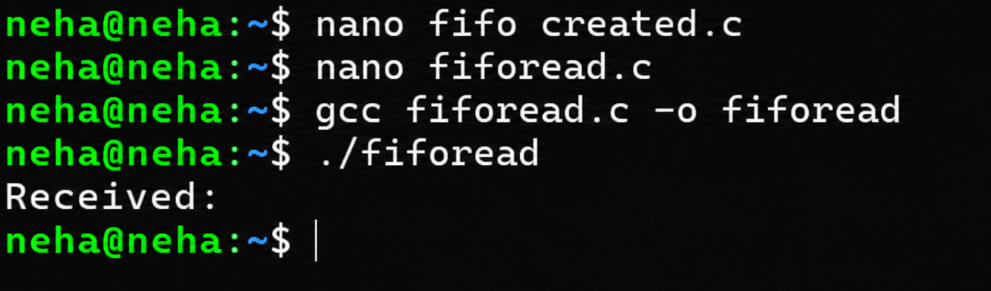 neha@neha:~$ nano fifo created.c
neha@neha:~$ nano fiforead.c
neha@neha:~$ gcc fiforead.c -o fiforead
neha@neha:~$ ./fiforead
Received:
neha@neha:~$